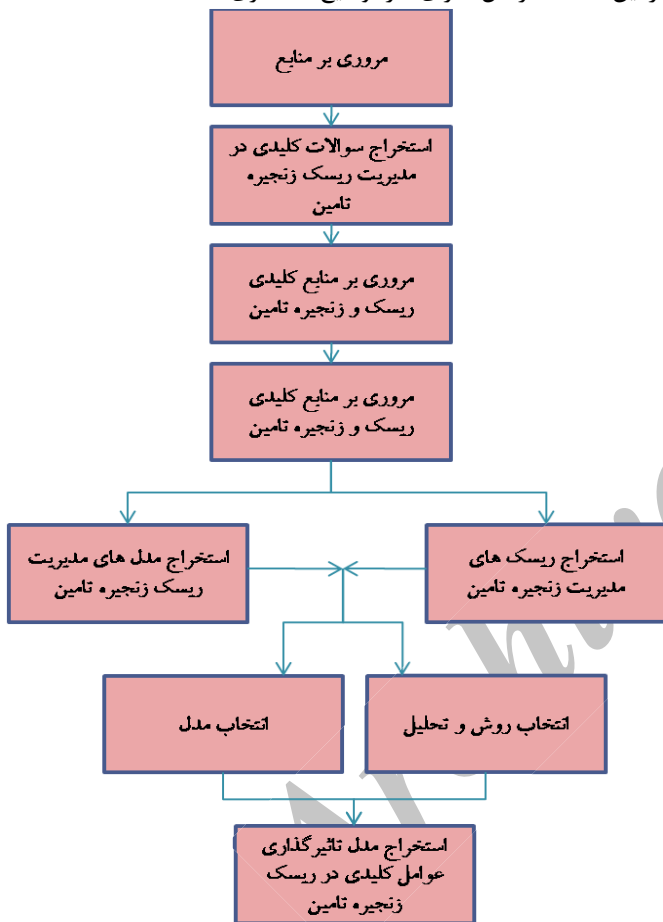 مروری بر منابع
استخراج سوالات کلیدی در
مدیریت ریسک زنجیره
تامین
مروری بر منابع کلیدی
ریسک و زنجیره تامین
مروری بر منابع کلیدی
ریسک و زنجیره تامین
استخراج ریسک های
مدیریت زنجیره تامین
استخراج مدل های مدیریت
ریسک زنجیره تامین
انتخاب روش و تحلیل
انتخاب مدل
استخراج مدل تاثیرگذاری
عوامل کلیدی در ریسک
زنجیره تامین